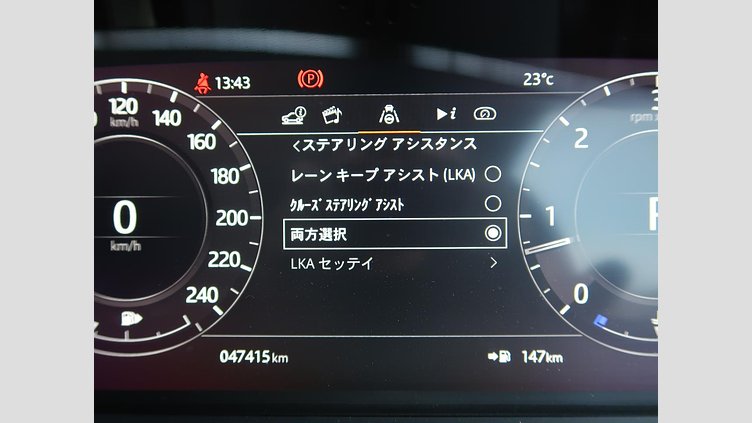 13:43
P
23°c
120
km/h
140
160
180
200
220
240
0
km/h
<ステアリング アシスタンス
レーン キープ アシスト (LKA)
クルーズ ステアリング アシスト
両方選択
LKA セッテイ >
i
2
1
0
rpm
047415 km
147km